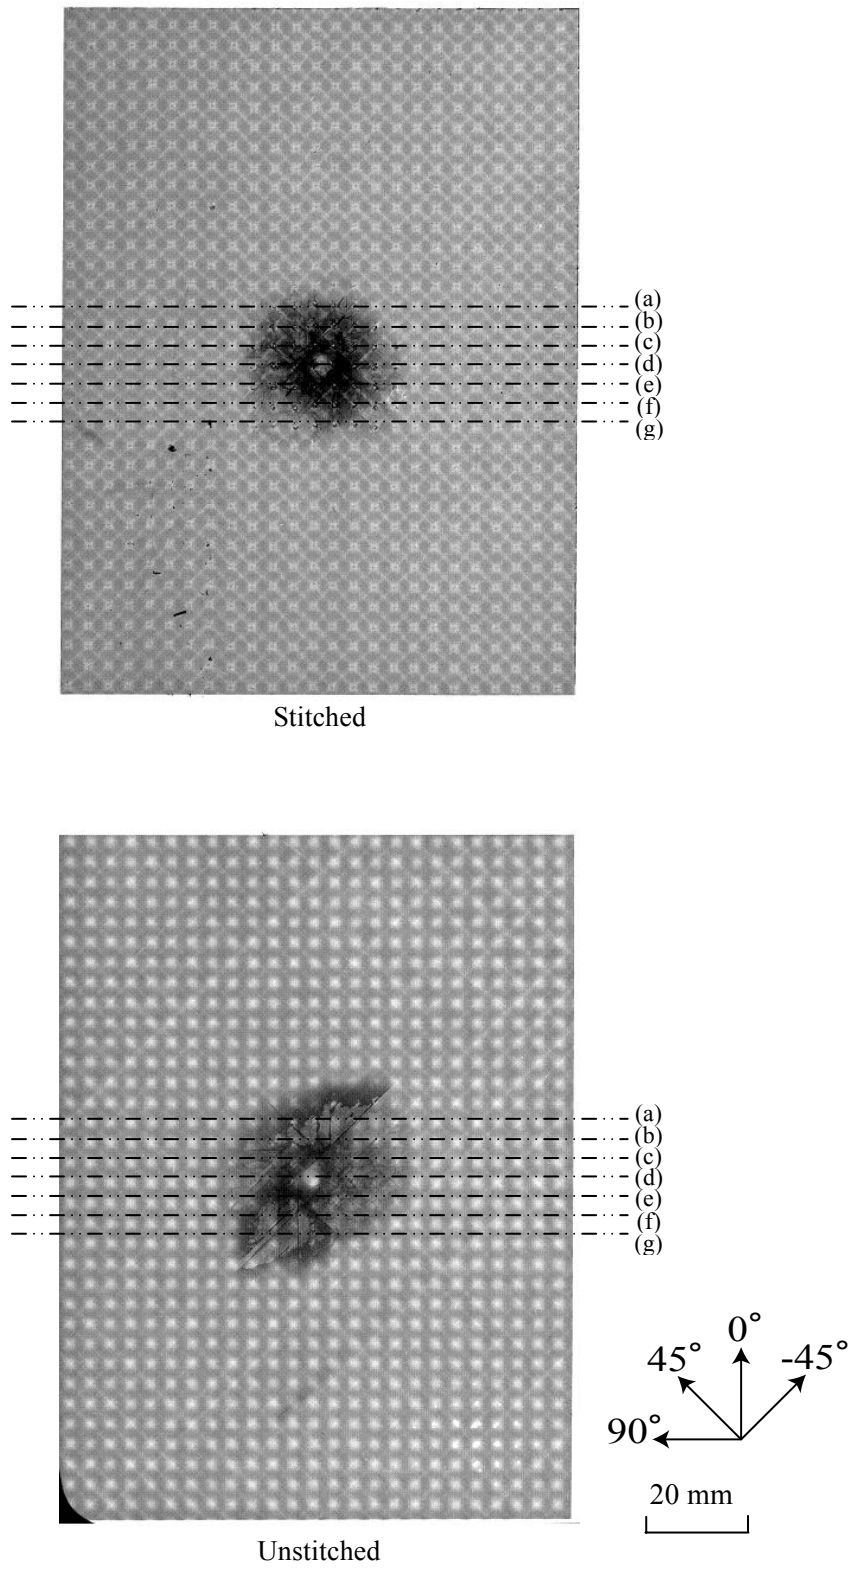 (a)
(b)
(c)
(d)
(e)
(f)
(g)
Stitched
(a)
(b)
(c)
(d)
(e)
(f)
(g)
0°
45°
-45°
90°
20 mm
Unstitched